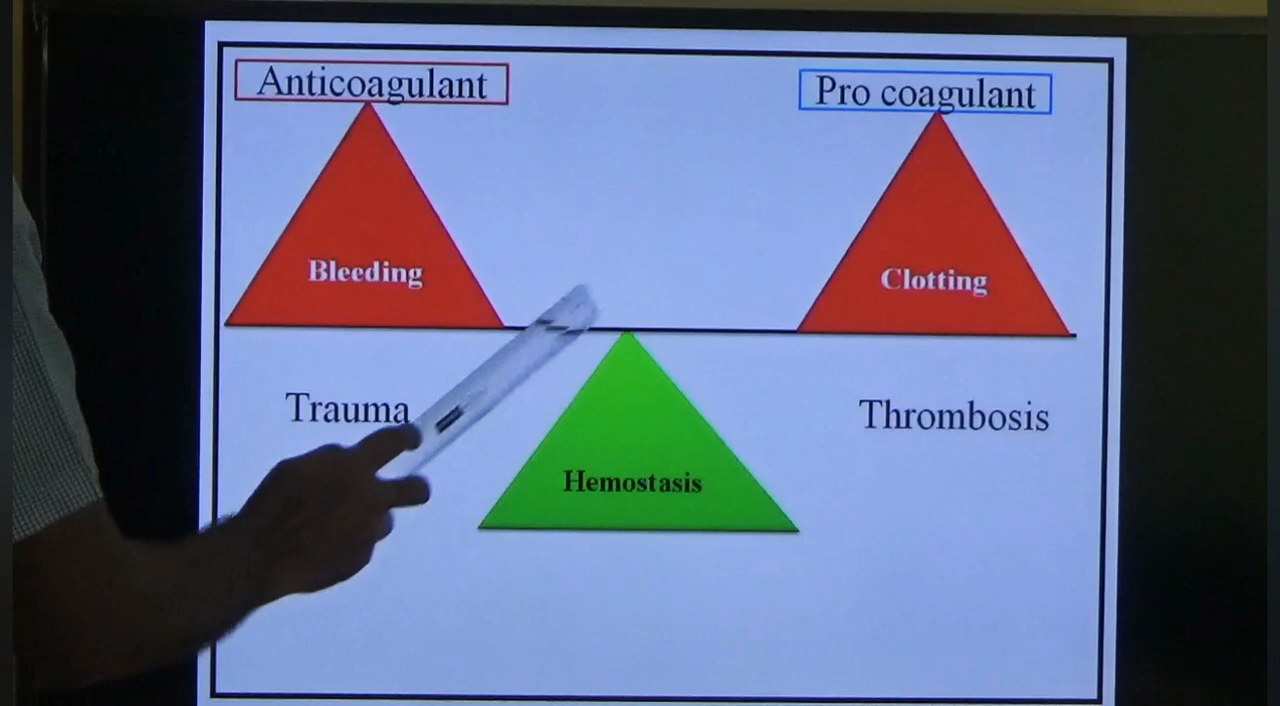 Anticoagulant
Pro coagulant
Bleeding
Clotting
Trauma
Thrombosis
Hemostasis